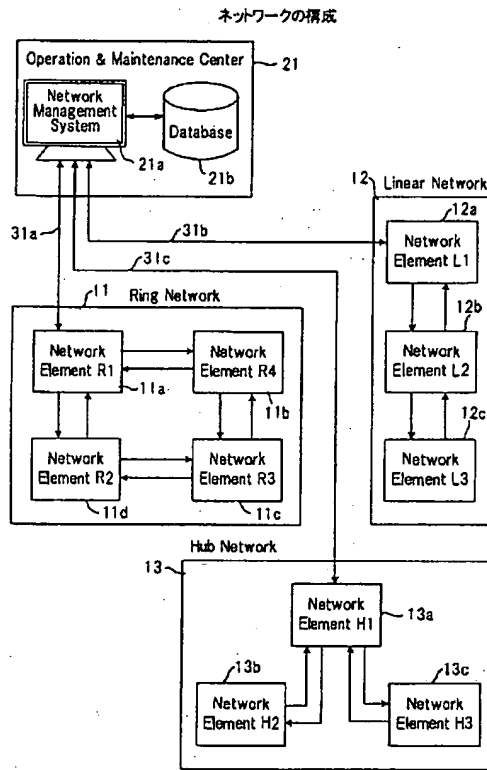 ネットワークの構成
Operation & Maintenance Center
21
Network
Management
System
21a
Database
21b
31a
31b
31c
12
Linear Network
12a
Network
Element L1
12b
Network
Element L2
12c
Network
Element L3
11
Ring Network
Network
Element R1
11a
Network
Element R4
11b
Network
Element R2
11d
Network
Element R3
11c
Hub Network
13
Network
Element H1
13a
13b
Network
Element H2
13c
Network
Element H3